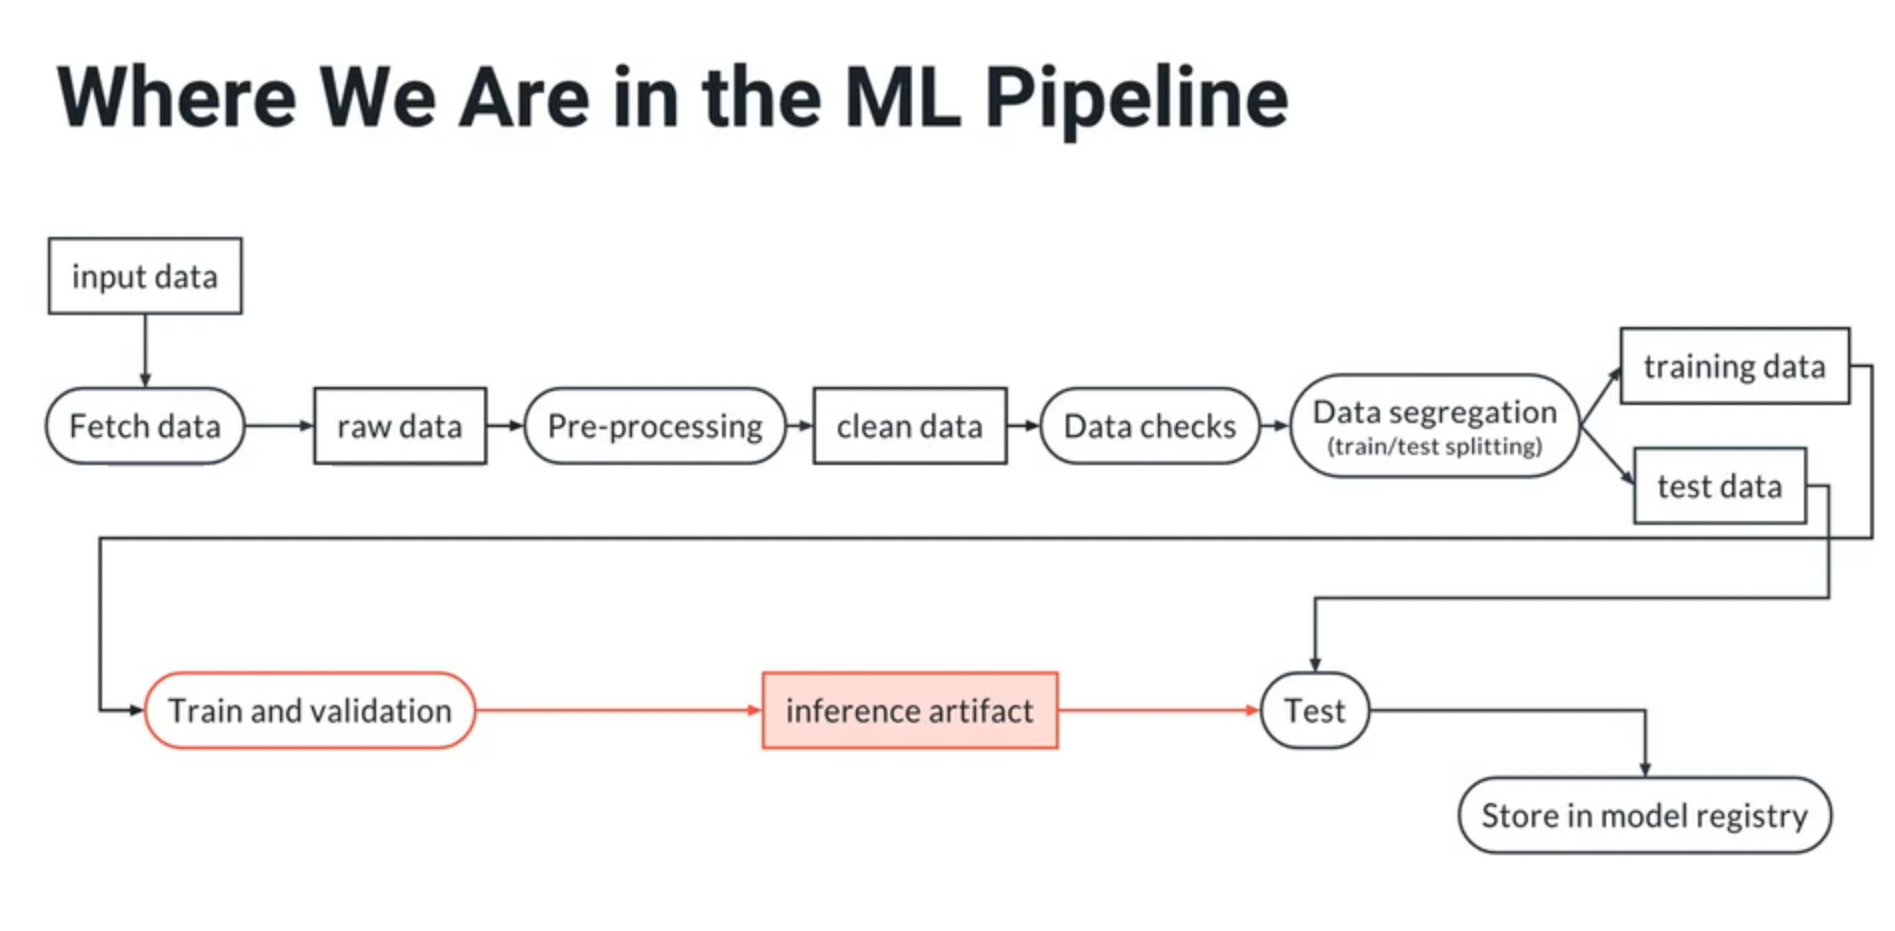 Where We Are in the ML Pipeline
input data
Fetch data
raw data
Pre-processing
clean data
Data checks
Data segregation
(train/test splitting)
training data
test data
Train and validation
inference artifact
Test
Store in model registry